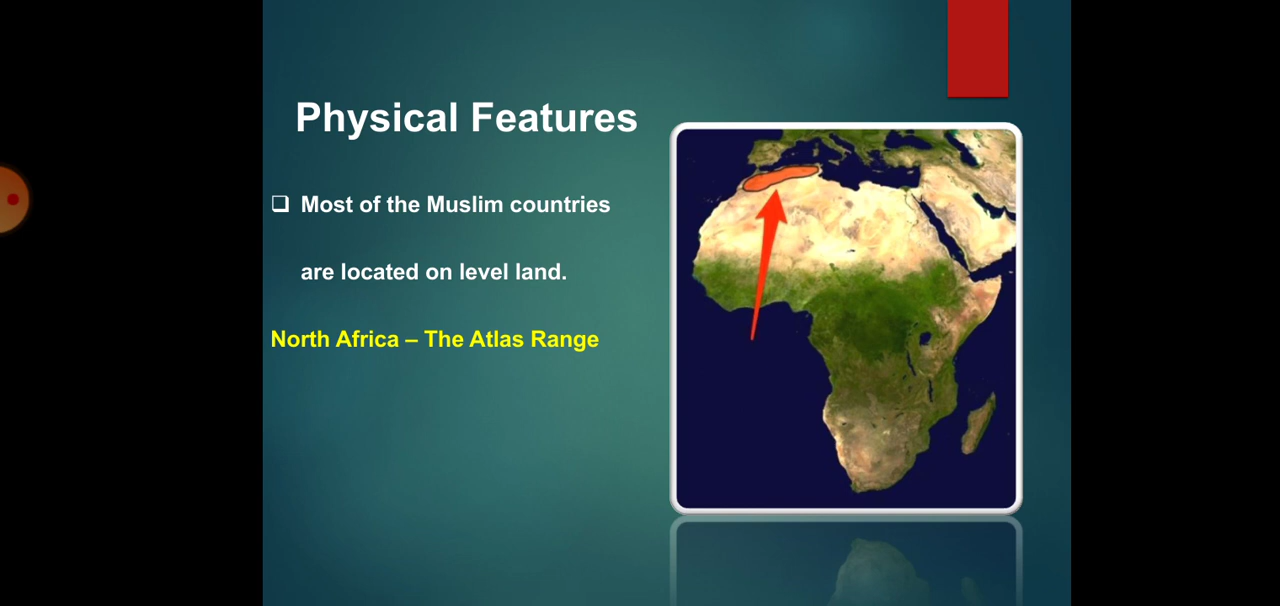 Physical Features
❑ Most of the Muslim countries
are located on level land.
North Africa – The Atlas Range